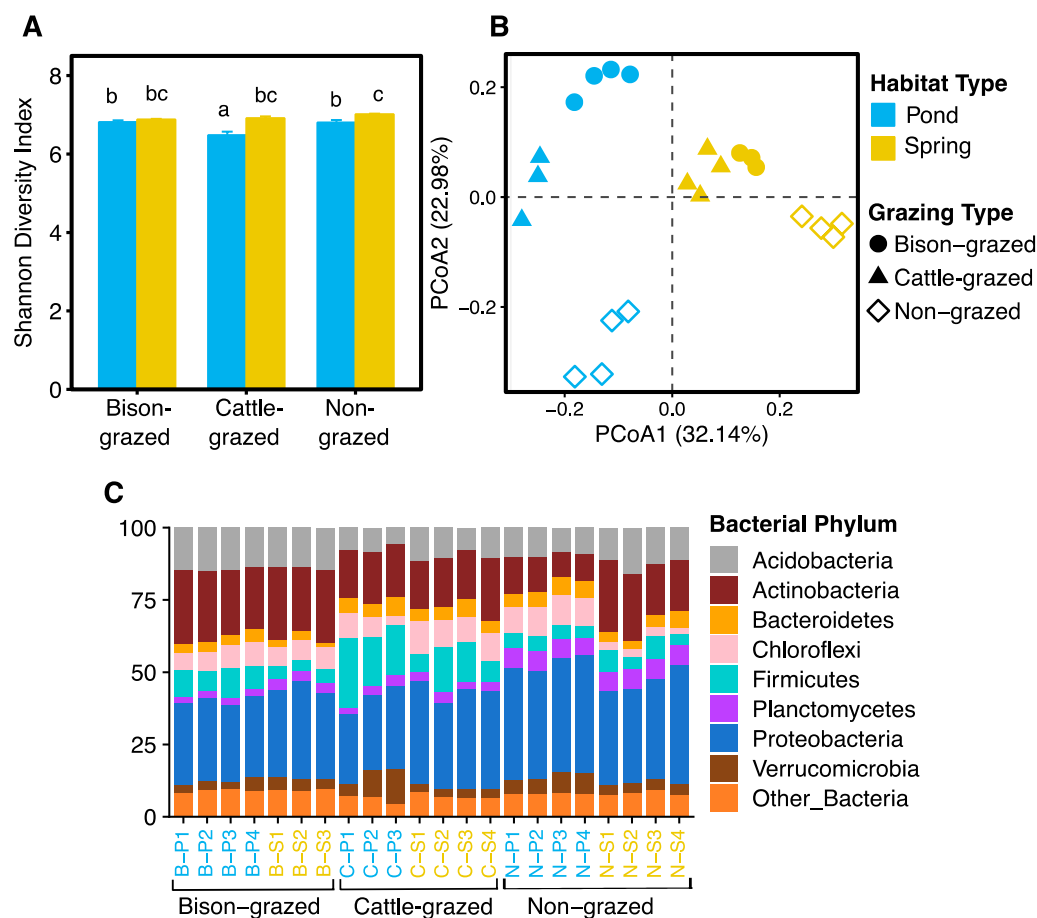 A
Shannon Diversity Index
8
6
4
2
0
b
bc
a
bc
b
c
Bison-
grazed
Cattle-
grazed
Non-
grazed
B
PCoA2 (22.98%)
0.2
0.0
−0.2
−0.2
0.0
0.2
PCoA1 (32.14%)
Habitat Type
Pond
Spring
Grazing Type
Bison−grazed
Cattle-grazed
Non−grazed
C
100
75
50
25
0
B−P1
B−P2
B−P3
B−P4
B−S1
B−S2
B−S3
C−P1
C−P2
C−P3
C−S1
C−S2
C−S3
C−S4
N−P1
N−P2
N−P3
N−P4
N−S1
N−S2
N−S3
N−S4
Bison−grazed
Cattle-grazed
Non−grazed
Bacterial Phylum
Acidobacteria
Actinobacteria
Bacteroidetes
Chloroflexi
Firmicutes
Planctomycetes
Proteobacteria
Verrucomicrobia
Other_Bacteria